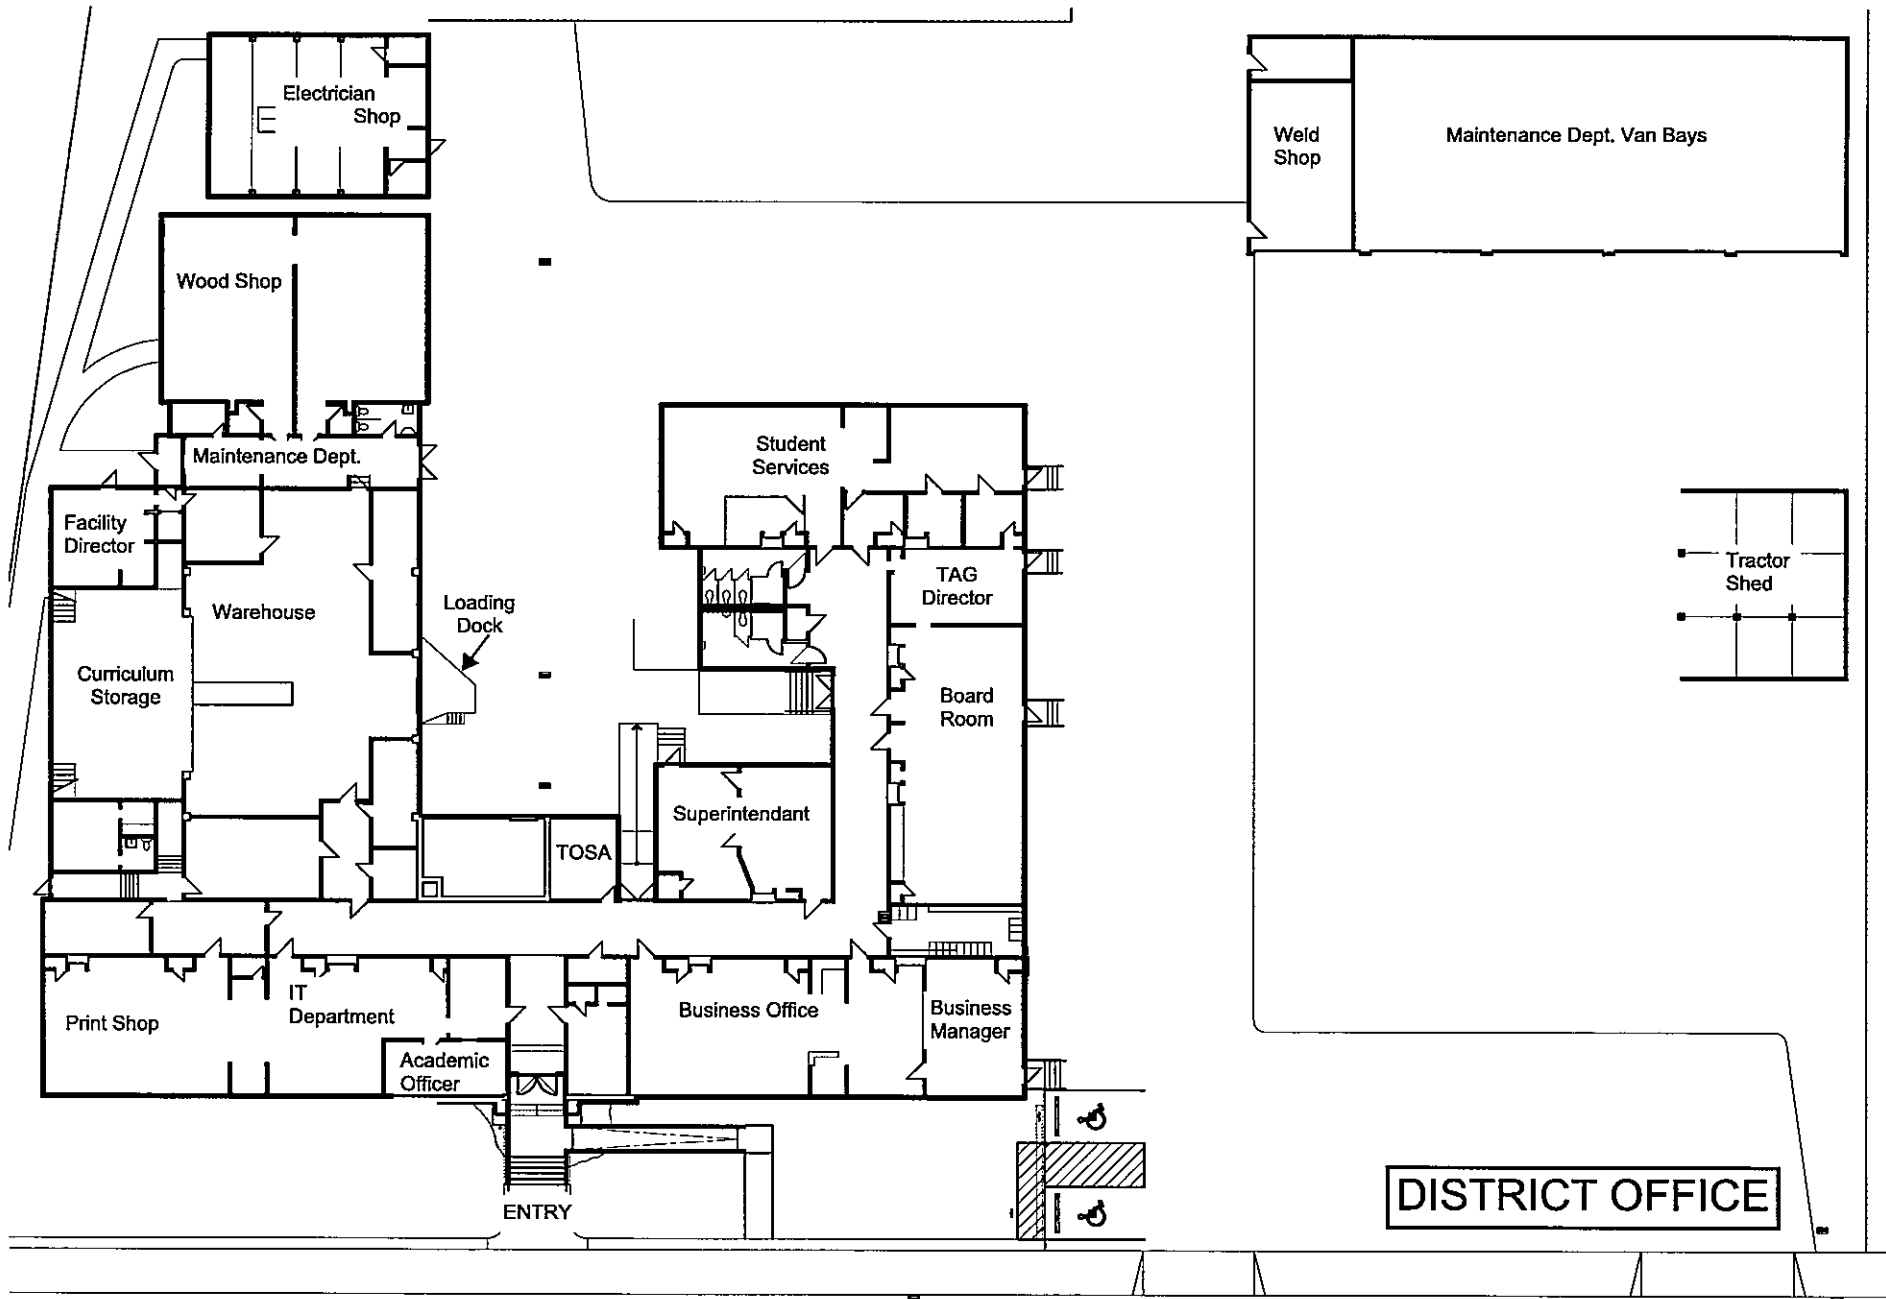 Electrician
Shop
Weld
Shop
Maintenance Dept. Van Bays
Wood Shop
Maintenance Dept.
Student
Services
Facility
Director
TAG
Director
Tractor
Shed
Warehouse
Loading
Dock
Curriculum
Storage
Board
Room
Superintendant
TOSA
IT
Department
Print Shop
Business Office
Business
Manager
Academic
Officer
ENTRY
DISTRICT OFFICE